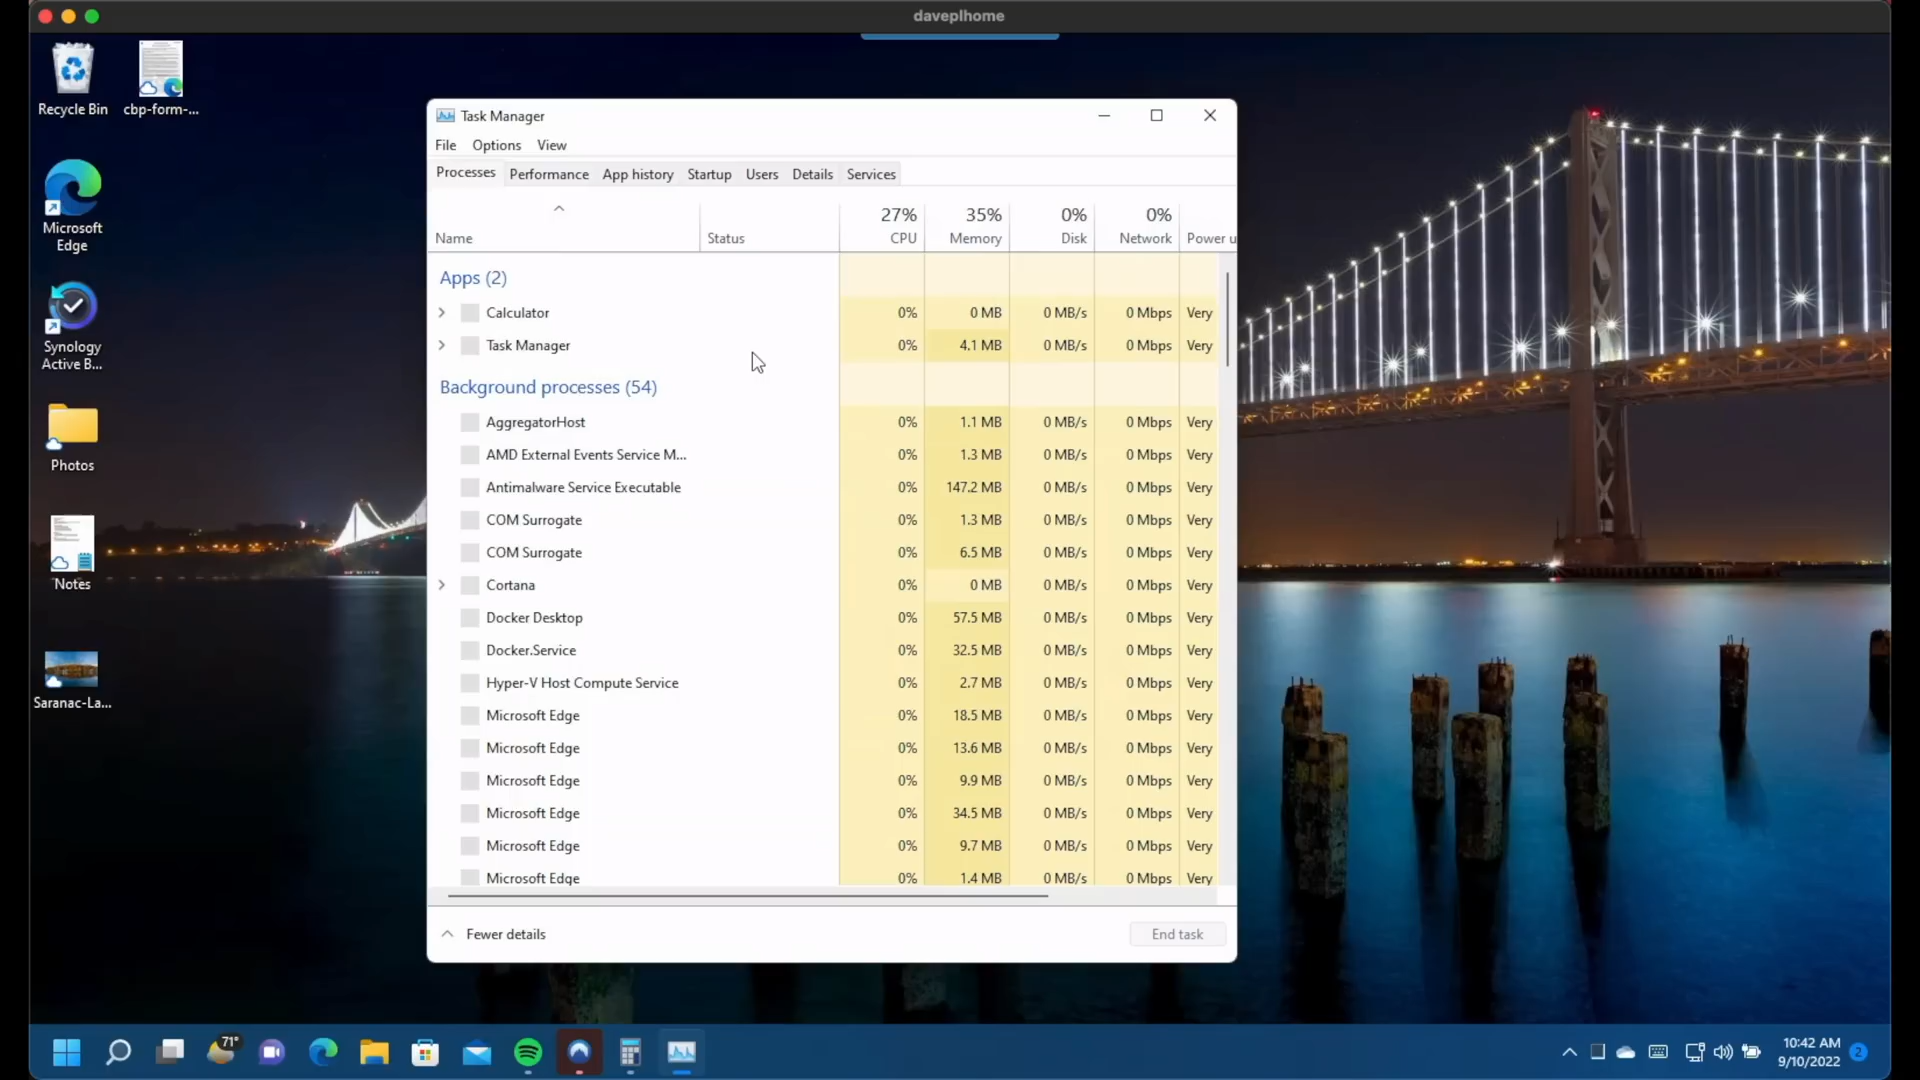 daveplhome
Recycle Bin
cbp-form-...
Microsoft
Edge
Synology
Active B...
Photos
Notes
Saranac-La...
Task Manager
File Options View
Processes Performance App history Startup Users Details Services
27% 35% 0% 0%
Name Status CPU Memory Disk Network Power u
Apps (2)
Calculator 0% 0 MB 0 MB/s 0 Mbps Very
Task Manager 0% 4.1 MB 0 MB/s 0 Mbps Very
Background processes (54)
AggregatorHost 0% 1.1 MB 0 MB/s 0 Mbps Very
AMD External Events Service M... 0% 1.3 MB 0 MB/s 0 Mbps Very
Antimalware Service Executable 0% 147.2 MB 0 MB/s 0 Mbps Very
COM Surrogate 0% 1.3 MB 0 MB/s 0 Mbps Very
COM Surrogate 0% 6.5 MB 0 MB/s 0 Mbps Very
Cortana 0% 0 MB 0 MB/s 0 Mbps Very
Docker Desktop 0% 57.5 MB 0 MB/s 0 Mbps Very
Docker.Service 0% 32.5 MB 0 MB/s 0 Mbps Very
Hyper-V Host Compute Service 0% 2.7 MB 0 MB/s 0 Mbps Very
Microsoft Edge 0% 18.5 MB 0 MB/s 0 Mbps Very
Microsoft Edge 0% 13.6 MB 0 MB/s 0 Mbps Very
Microsoft Edge 0% 9.9 MB 0 MB/s 0 Mbps Very
Microsoft Edge 0% 34.5 MB 0 MB/s 0 Mbps Very
Microsoft Edge 0% 9.7 MB 0 MB/s 0 Mbps Very
Microsoft Edge 0% 1.4 MB 0 MB/s 0 Mbps Very
Fewer details End task
71°
10:42 AM
9/10/2022
2